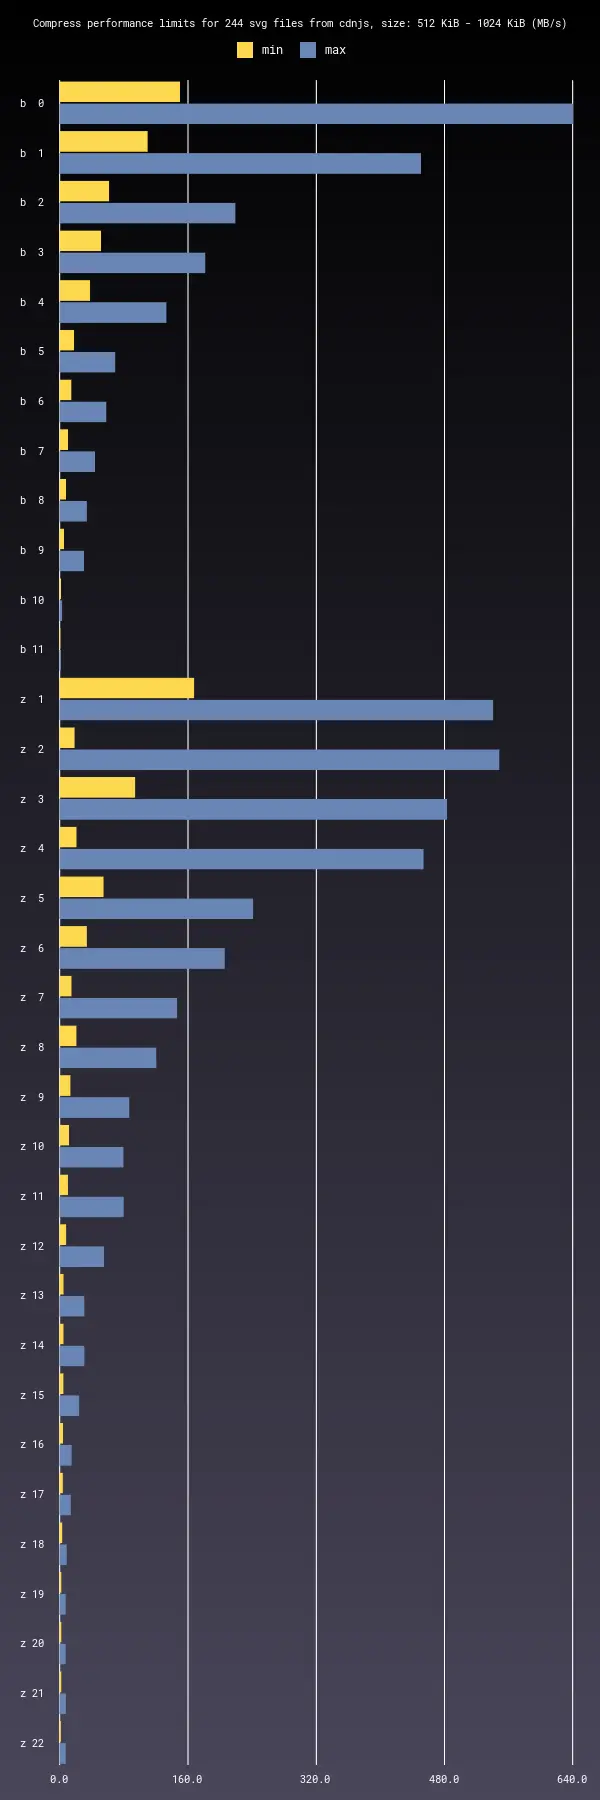 Compress performance limits for 244 svg files from cdnjs, size: 512 KiB - 1024 KiB (MB/s)
min max
b 0
b 1
b 2
b 3
b 4
b 5
b 6
b 7
b 8
b 9
b 10
b 11
z 1
z 2
z 3
z 4
z 5
z 6
z 7
z 8
z 9
z 10
z 11
z 12
z 13
z 14
z 15
z 16
z 17
z 18
z 19
z 20
z 21
z 22
0.0 160.0 320.0 480.0 640.0